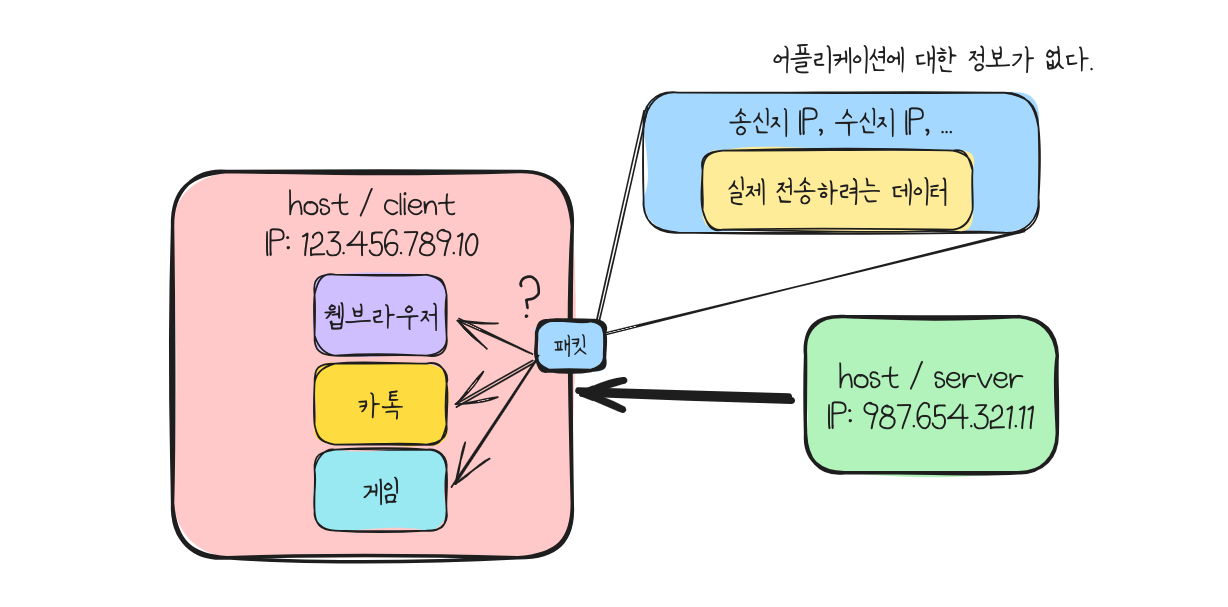 어플리케이션에 대한 정보가 없다.
송신지 IP, 수신지 IP, ...
실제 전송하려는 데이터
host / client
IP: 123.456.789.10
웹브라우저
?
패킷
카톡
게임
host / server
IP: 987.654.321.11